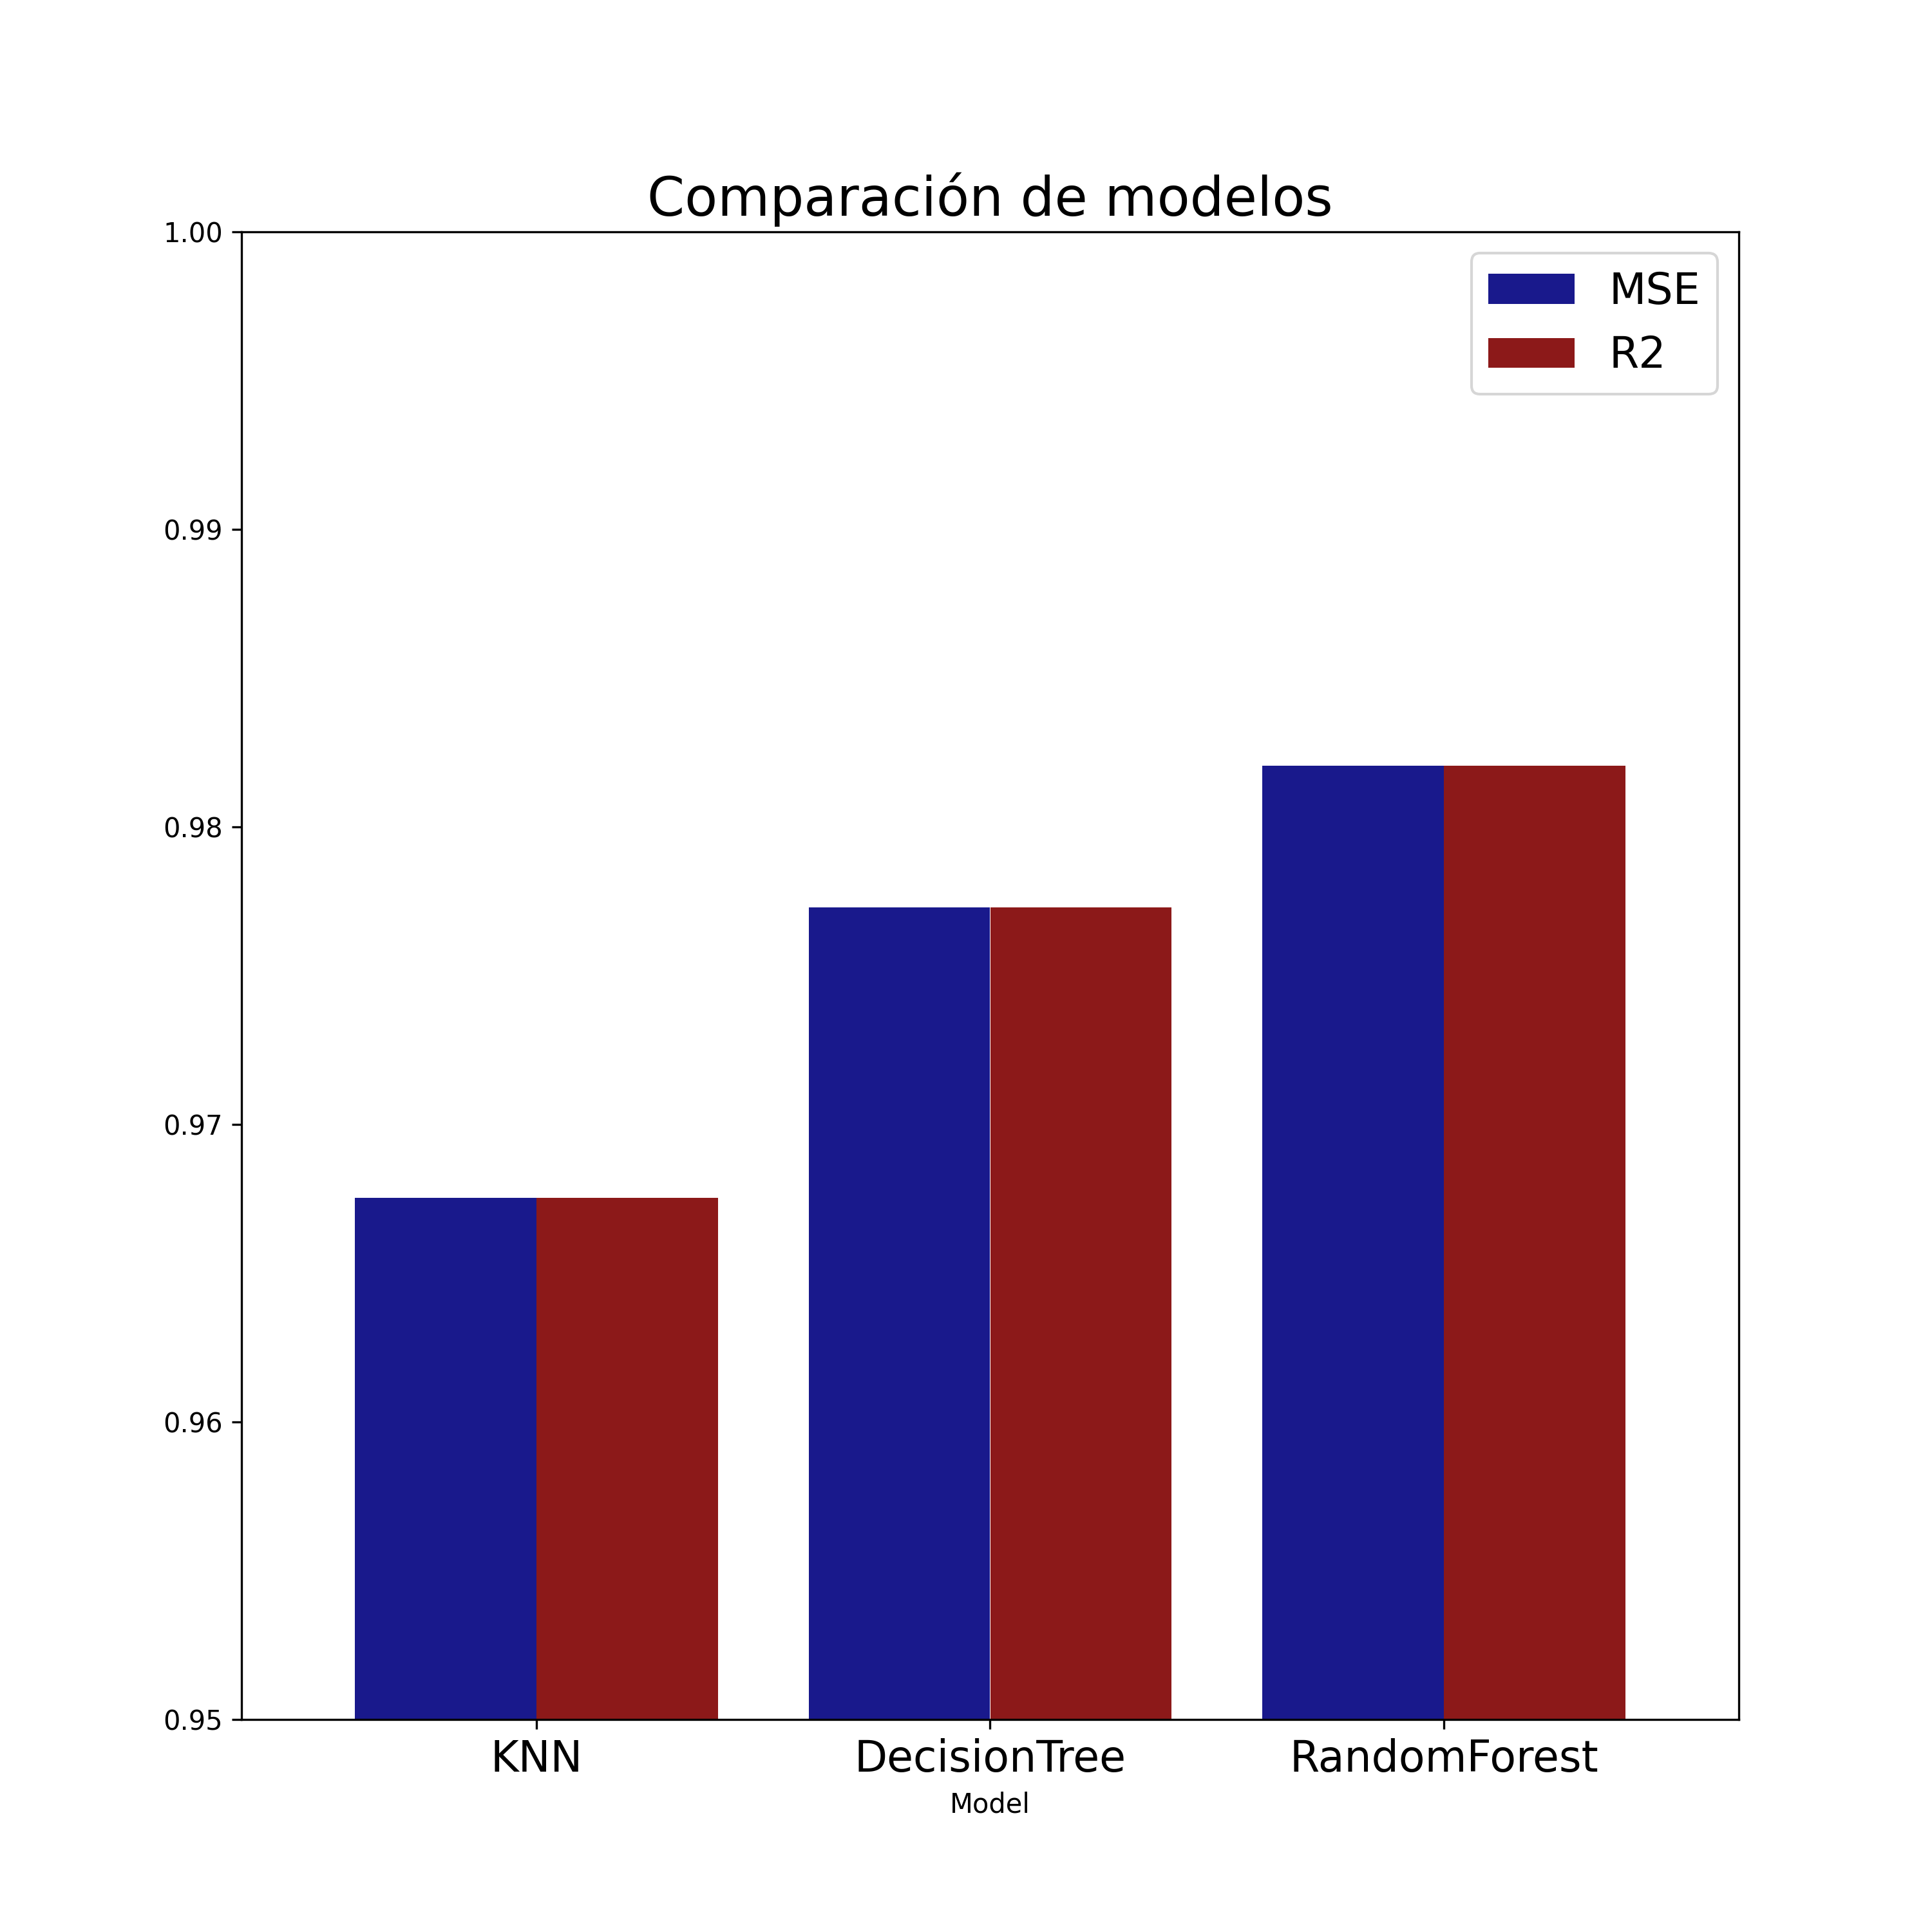 Comparación de modelos
1.00
0.99
0.98
0.97
0.96
0.95
MSE
R2
KNN
DecisionTree
RandomForest
Model